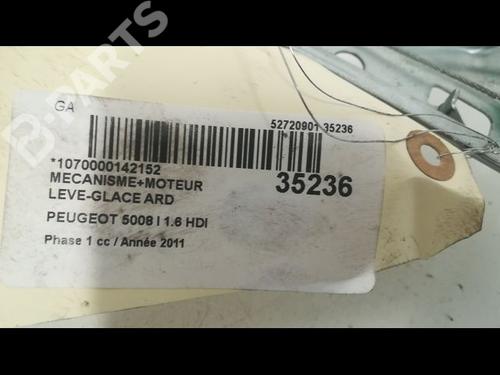 B-PARTS
GA
52720901 35236
*1070000142152
MECANISME+MOTEUR
35236
LEVE-GLACE ARD
PEUGEOT 5008 I 1.6 HDI
Phase 1 cc / Année 2011